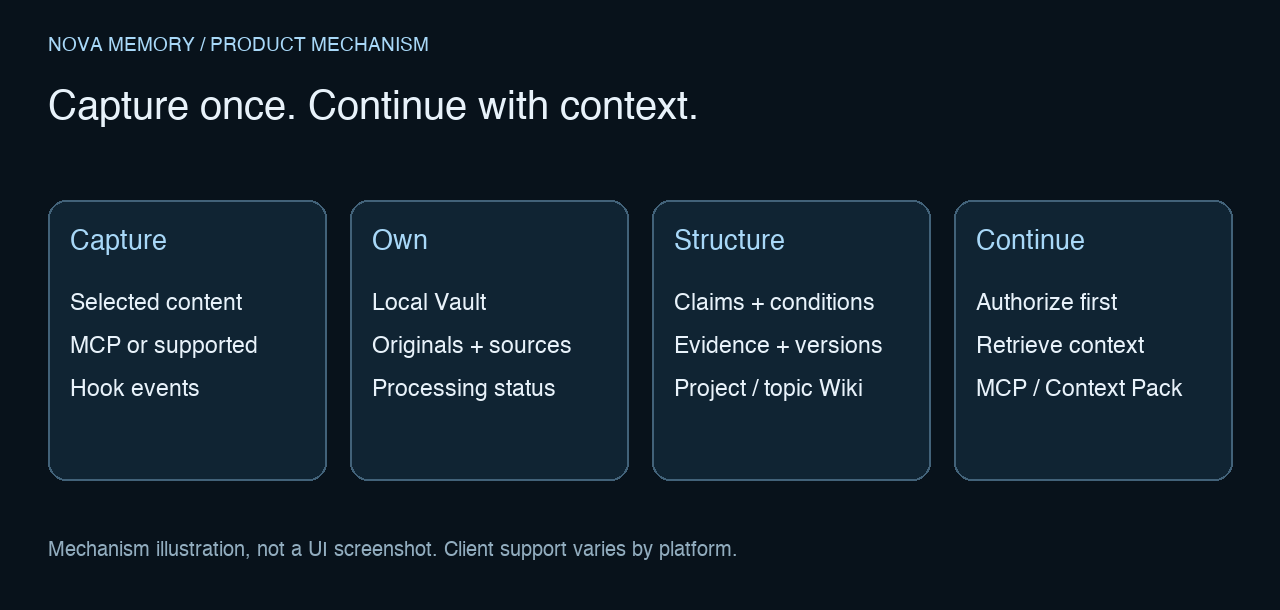 NOVA MEMORY / PRODUCT MECHANISM
Capture once. Continue with context.
Capture
Selected content
MCP or supported
Hook events
Own
Local Vault
Originals + sources
Processing status
Structure
Claims + conditions
Evidence + versions
Project / topic Wiki
Continue
Authorize first
Retrieve context
MCP / Context Pack
Mechanism illustration, not a UI screenshot. Client support varies by platform.